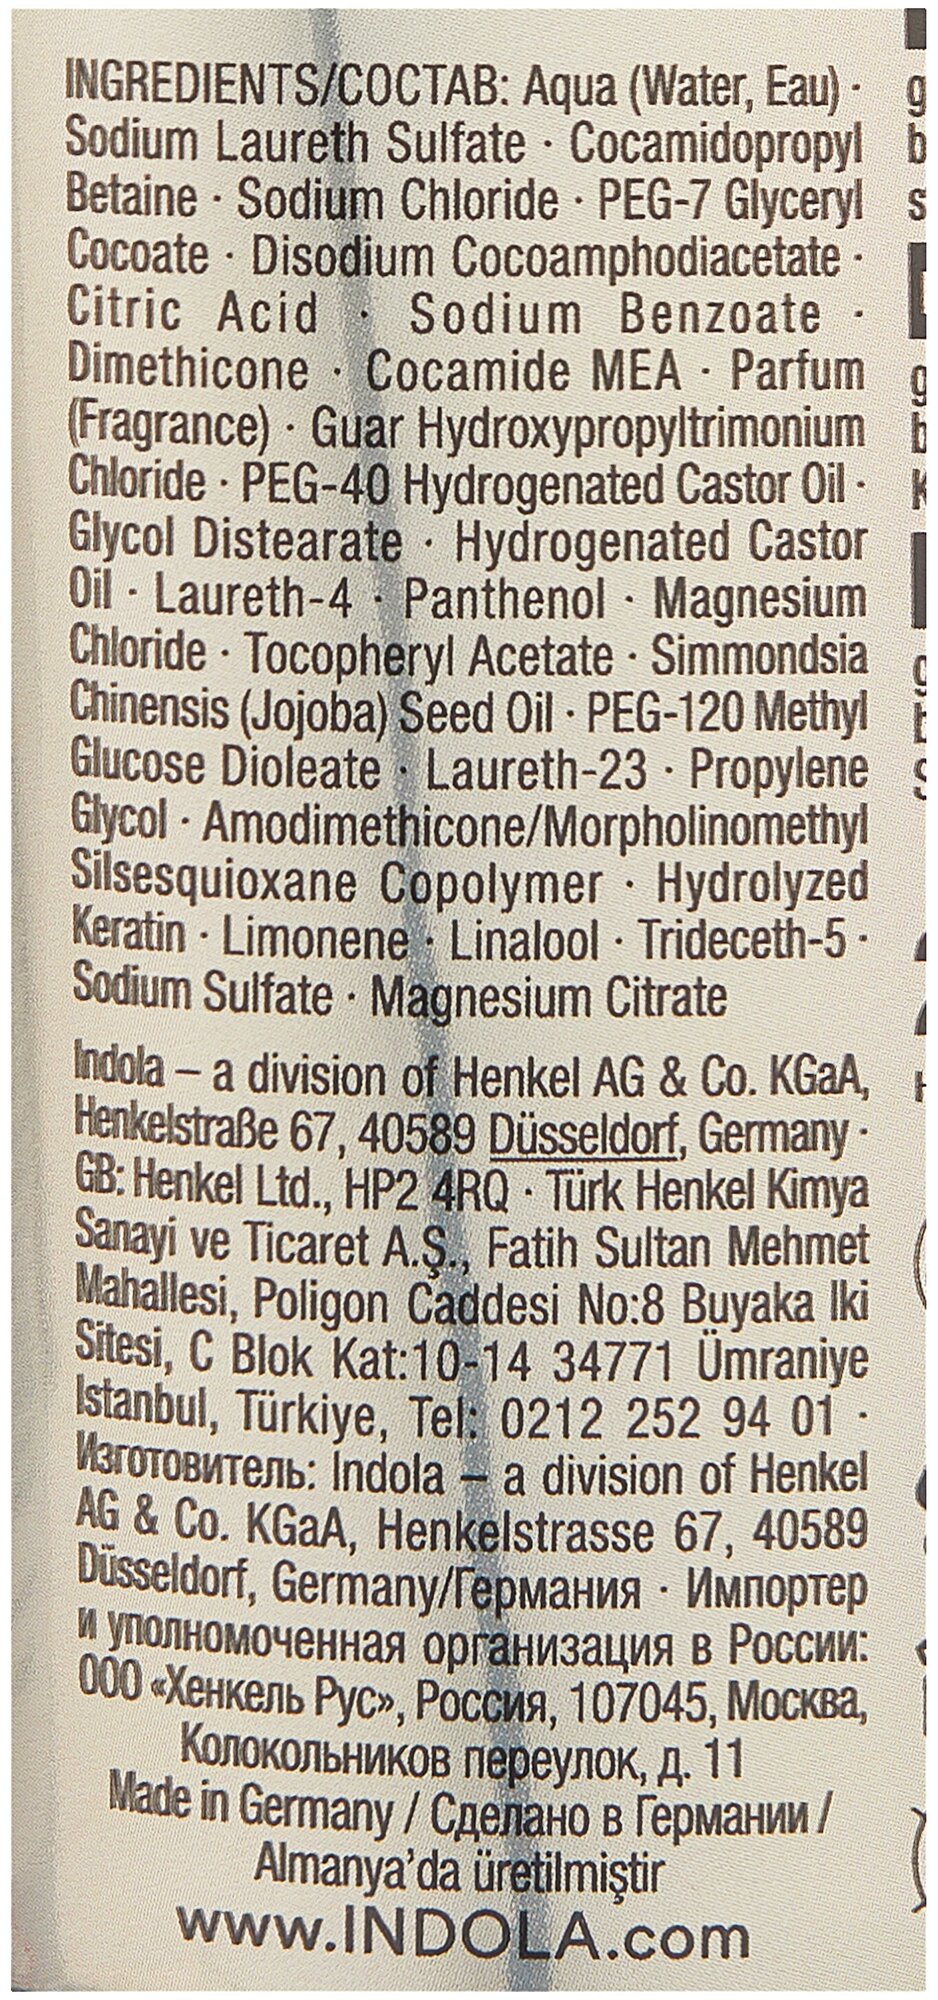 INGREDIENTS/СОСТАВ: Aqua (Water, Eau) ·
Sodium Laureth Sulfate · Cocamidopropyl
Betaine · Sodium Chloride · PEG-7 Glyceryl
Cocoate · Disodium Cocoamphodiacetate ·
Citric Acid · Sodium Benzoate ·
Dimethicone · Cocamide MEA · Parfum
(Fragrance) · Guar Hydroxypropyltrimonium
Chloride · PEG-40 Hydrogenated Castor Oil ·
Glycol Distearate · Hydrogenated Castor
Oil · Laureth-4 · Panthenol · Magnesium
Chloride · Tocopheryl Acetate · Simmondsia
Chinensis (Jojoba) Seed Oil · PEG-120 Methyl
Glucose Dioleate · Laureth-23 · Propylene
Glycol · Amodimethicone/Morpholinomethyl
Silsesquioxane Copolymer · Hydrolyzed
Keratin · Limonene · Linalool · Trideceth-5 ·
Sodium Sulfate · Magnesium Citrate
Indola – a division of Henkel AG & Co. KGaA,
Henkelstraße 67, 40589 Düsseldorf, Germany ·
GB: Henkel Ltd., HP2 4RQ · Türk Henkel Kimya
Sanayi ve Ticaret A.Ş., Fatih Sultan Mehmet
Mahallesi, Poligon Caddesi No:8 Buyaka Iki
Sitesi, C Blok Kat:10-14 34771 Ümraniye
Istanbul, Türkiye, Tel: 0212 252 94 01 ·
Изготовитель: Indola – a division of Henkel
AG & Co. KGaA, Henkelstrasse 67, 40589
Düsseldorf, Germany/Германия · Импортер
и уполномоченная организация в России:
ООО «Хенкель Рус», Россия, 107045, Москва,
Колокольников переулок, д. 11
Made in Germany / Сделано в Германии /
Almanya'da üretilmiştir
www.INDOLA.com